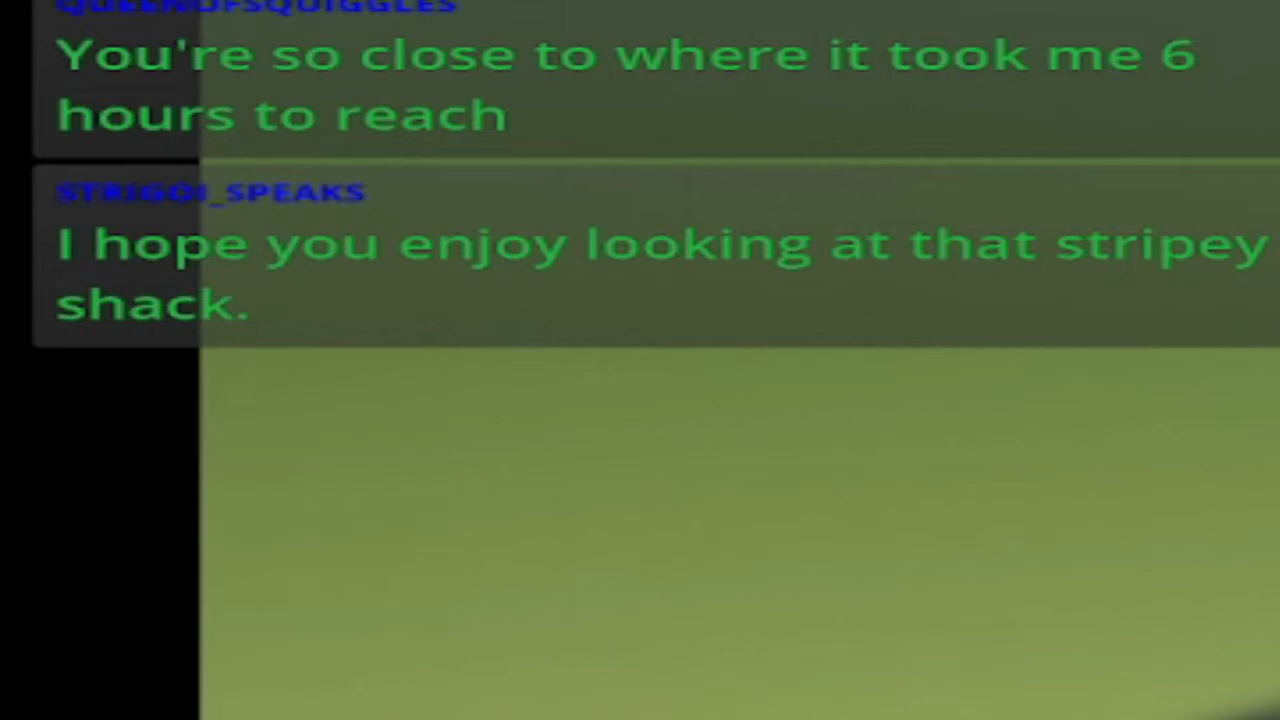 QUEENOFSQUIGGLES
You're so close to where it took me 6
hours to reach
STRIGOI_SPEAKS
I hope you enjoy looking at that stripey
shack.